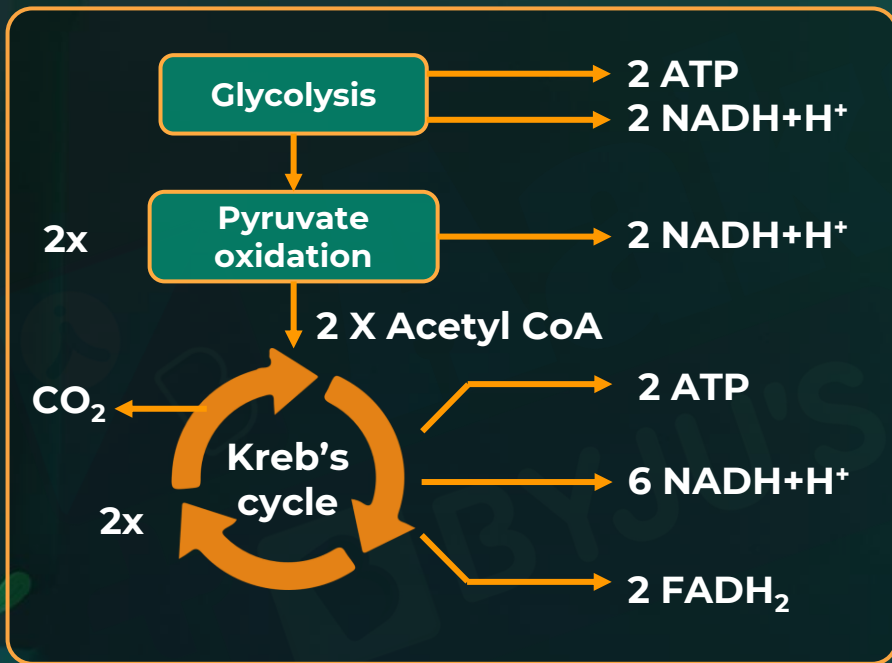 Glycolysis
2 ATP
2 NADH+H⁺
2x
Pyruvate
oxidation
2 NADH+H⁺
2 X Acetyl CoA
CO₂
Kreb's
cycle
2x
2 ATP
6 NADH+H⁺
2 FADH₂
BYJU'S